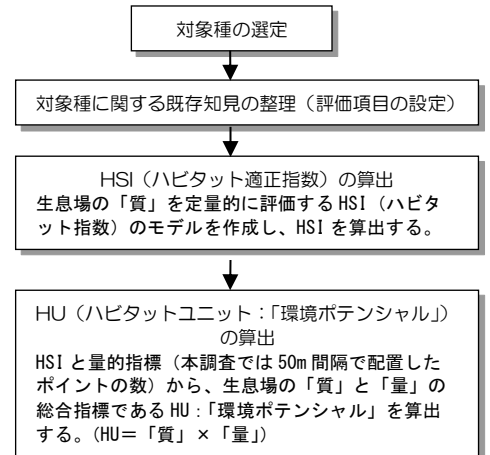 対象種の選定
対象種に関する既存知見の整理（評価項目の設定）
HSI（ハビタット適正指数）の算出
生息場の「質」を定量的に評価する HSI（ハビタ
ット指数）のモデルを作成し、HSI を算出する。
HU（ハビタットユニット：「環境ポテンシャル」）
の算出
HSI と量的指標（本調査では 50m 間隔で配置した
ポイントの数）から、生息場の「質」と「量」の
総合指標である HU：「環境ポテンシャル」を算出
する。(HU＝「質」×「量」)